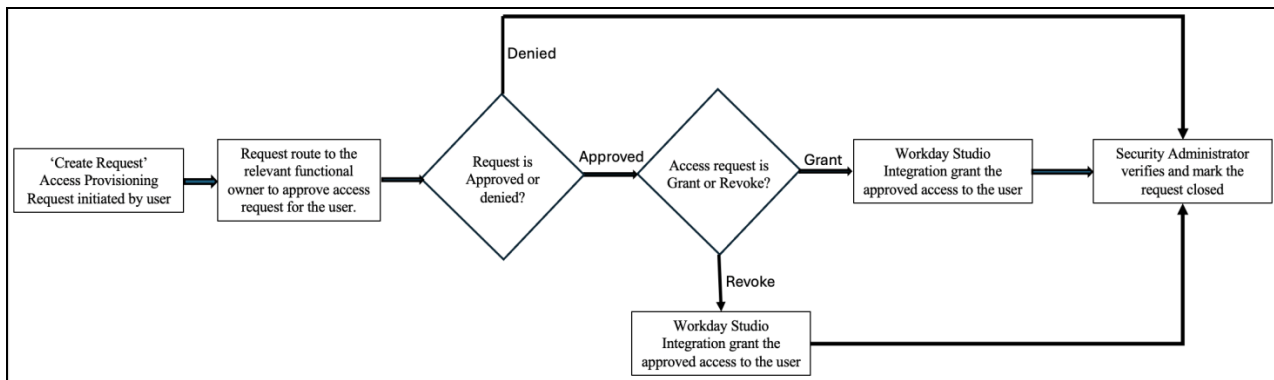 Denied
‘Create Request’
Access Provisioning
Request initiated by user
Request route to the
relevant functional
owner to approve access
request for the user.
Request is
Approved or
denied?
Approved
Access request is
Grant or Revoke?
Grant
Workday Studio
Integration grant the
approved access to the user
Security Administrator
verifies and mark the
request closed
Revoke
Workday Studio
Integration grant the
approved access to the user